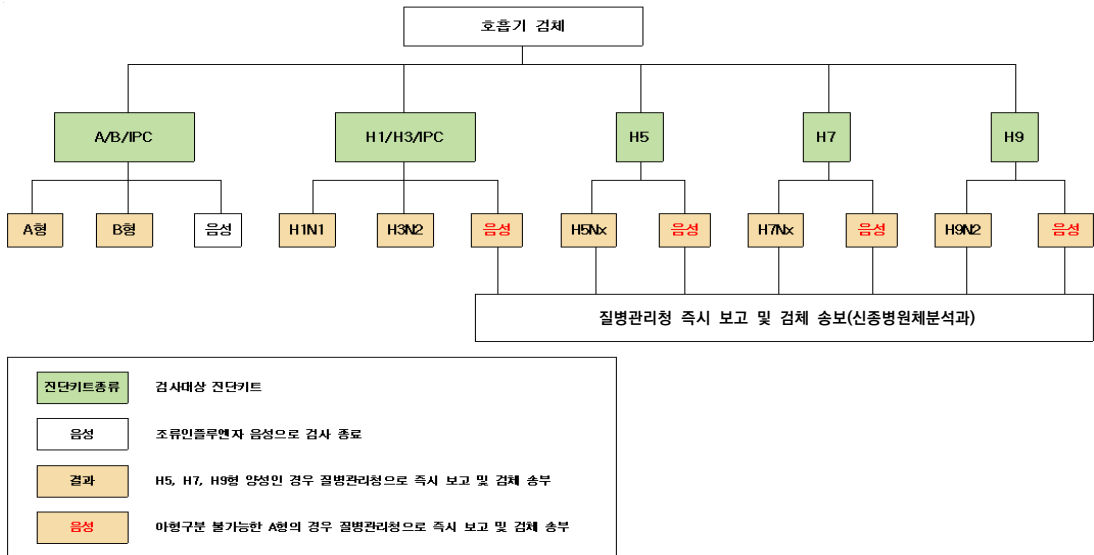 호흡기 검체
A/B/IPC
H1/H3/IPC
H5
H7
H9
A형
B형
음성
H1N1
H3N2
음성
H5Nx
음성
H7Nx
음성
H9N2
음성
질병관리청 즉시 보고 및 검체 송보(신종병원체분석과)
진단키트종류 검사대상 진단키트
음성 조류인플루엔자 음성으로 검사 종료
결과 H5, H7, H9형 양성인 경우 질병관리청으로 즉시 보고 및 검체 송부
음성 아형구분 불가능한 A형의 경우 질병관리청으로 즉시 보고 및 검체 송부